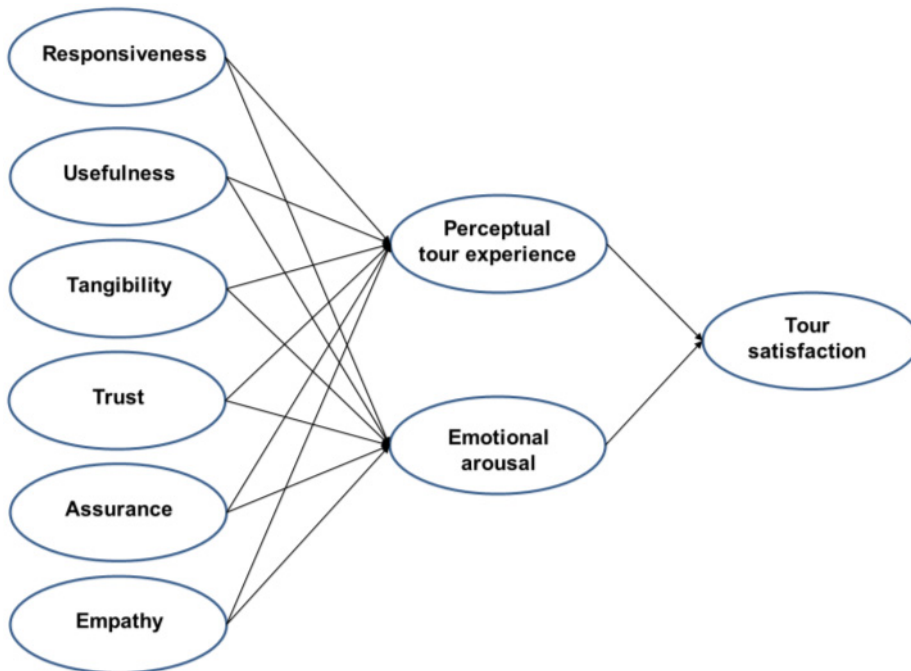 Responsiveness
Usefulness
Tangibility
Trust
Assurance
Empathy
Perceptual
tour experience
Emotional
arousal
Tour
satisfaction